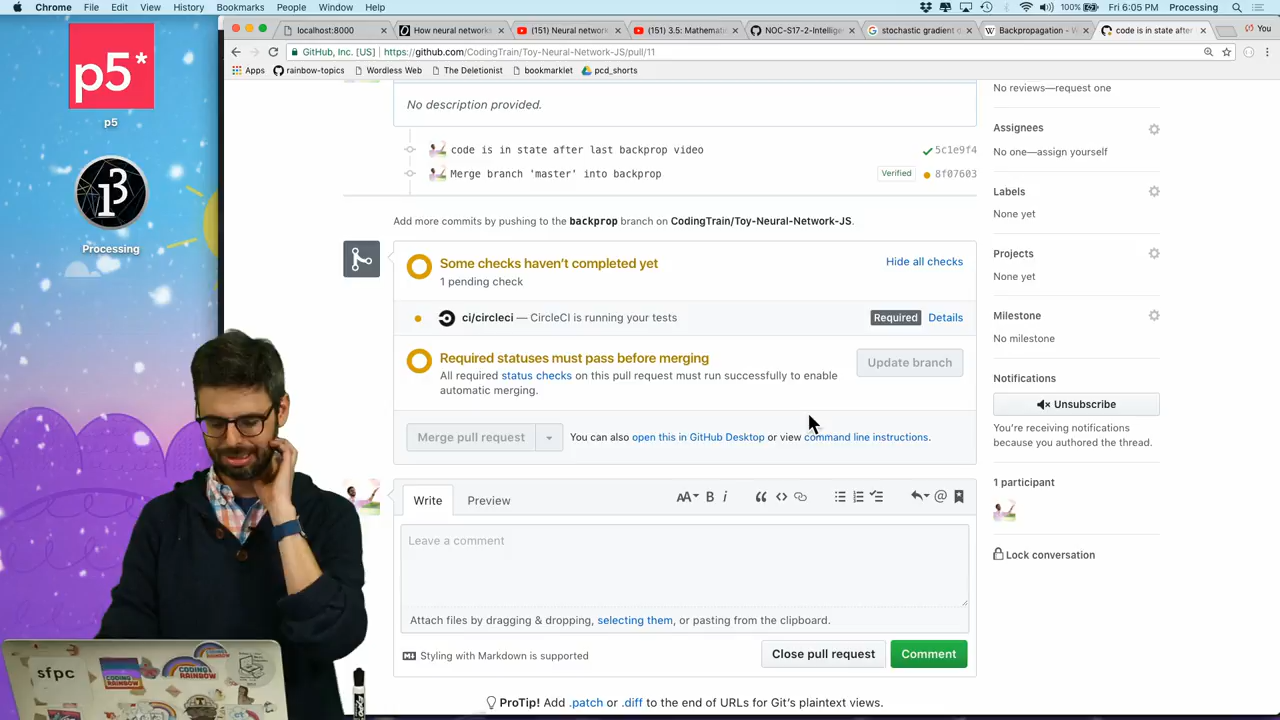 Chrome File Edit View History Bookmarks People Window Help
100% Fri 6:05 PM Processing
localhost:8000
How neural networks
(151) Neural network
(151) 3.5: Mathemat
NOC-S17-2-Intellige
stochastic gradient d
Backpropagation - W
code is in state after
You
GitHub, Inc. [US] https://github.com/CodingTrain/Toy-Neural-Network-JS/pull/11
Apps rainbow-topics Wordless Web The Deletionist bookmarklet pcd_shorts
p5*
p5
Processing
No description provided.
code is in state after last backprop video 5c1e9f4
Merge branch 'master' into backprop Verified 8f07603
Add more commits by pushing to the backprop branch on CodingTrain/Toy-Neural-Network-JS.
Some checks haven't completed yet Hide all checks
1 pending check
ci/circleci — CircleCI is running your tests Required Details
Required statuses must pass before merging
All required status checks on this pull request must run successfully to enable
automatic merging.
Update branch
Merge pull request You can also open this in GitHub Desktop or view command line instructions.
Write Preview AA B i “ <> @
Leave a comment
Attach files by dragging & dropping, selecting them, or pasting from the clipboard.
Styling with Markdown is supported Close pull request Comment
ProTip! Add .patch or .diff to the end of URLs for Git's plaintext views.
No reviews—request one
Assignees
No one—assign yourself
Labels
None yet
Projects
None yet
Milestone
No milestone
Notifications
Unsubscribe
You're receiving notifications
because you authored the thread.
1 participant
Lock conversation
sfpc
CODING
RAINBOW